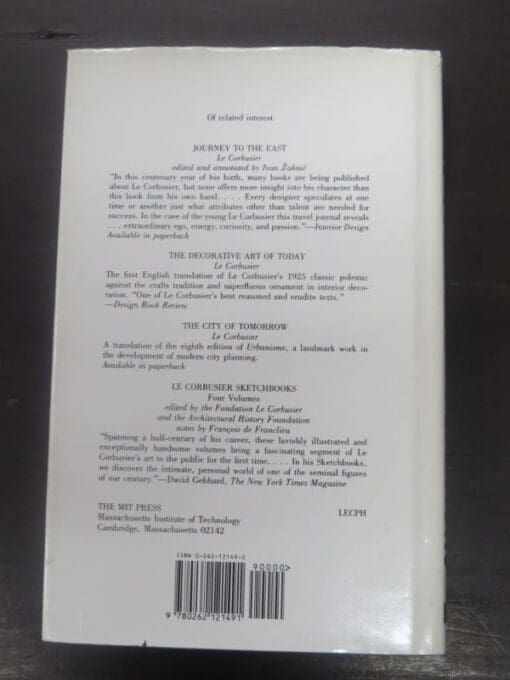 Of related interest
JOURNEY TO THE EAST
Le Corbusier
edited and annotated by Ivan Žaknić
"In this centenary year of his birth, many books are being published
about Le Corbusier, but none offers more insight into his character than
this book from his own hand. . . . Every designer speculates at one
time or another just what attributes other than talent are needed for
success. In the case of the young Le Corbusier this travel journal reveals
. . . extraordinary ego, energy, curiosity, and passion."—Interior Design
Available in paperback
THE DECORATIVE ART OF TODAY
Le Corbusier
The first English translation of Le Corbusier's 1925 classic polemic
against the crafts tradition and superfluous ornament in interior deco-
ration. "One of Le Corbusier's best reasoned and erudite texts."
—Design Book Review
THE CITY OF TOMORROW
Le Corbusier
A translation of the eighth edition of Urbanisme, a landmark work in
the development of modern city planning.
Available in paperback
LE CORBUSIER SKETCHBOOKS
Four Volumes
edited by the Fondation Le Corbusier
and the Architectural History Foundation
notes by François de Franclieu
"Spanning a half-century of his career, these lavishly illustrated and
exceptionally handsome volumes bring a fascinating segment of Le
Corbusier's art to the public for the first time. . . . In his Sketchbooks,
we discover the intimate, personal world of one of the seminal figures
of our century."—David Gebhard, The New York Times Magazine
THE MIT PRESS
Massachusetts Institute of Technology
Cambridge, Massachusetts 02142
LECPH
ISBN 0-262-12149-2
90000>
9 780262 121491